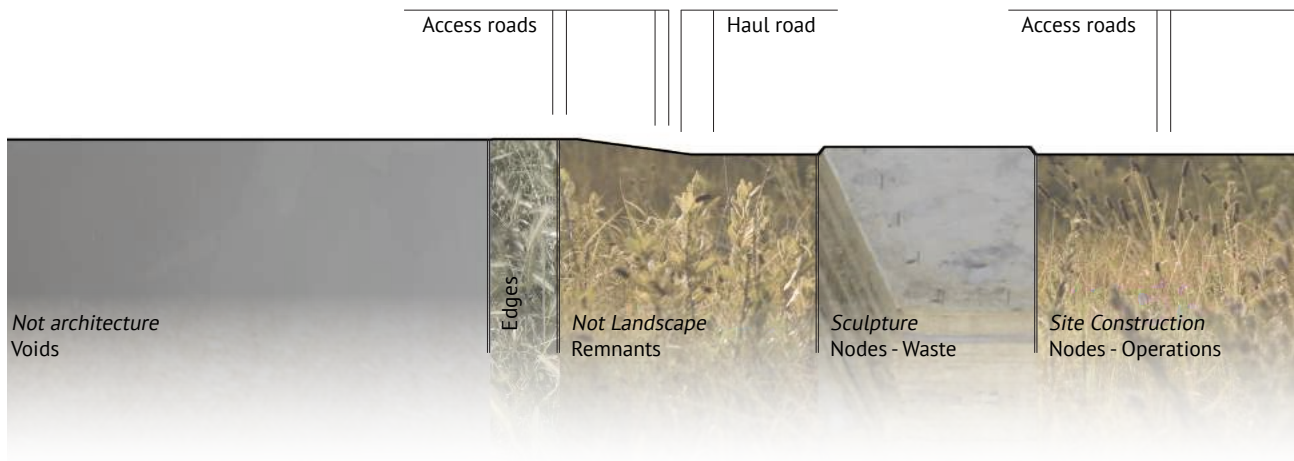 Access roads
Haul road
Access roads
Edges
Not architecture
Voids
Not Landscape
Remnants
Sculpture
Nodes - Waste
Site Construction
Nodes - Operations